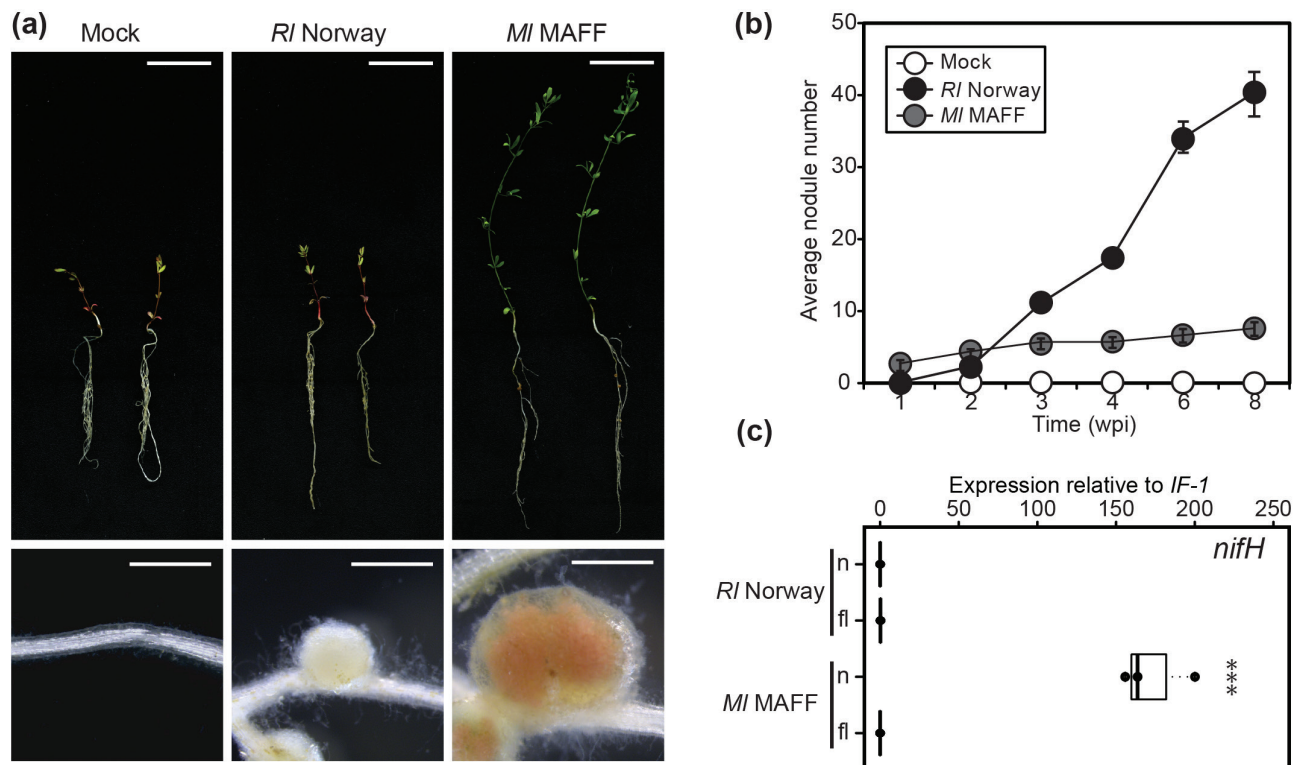 (a)
Mock
Rl Norway
Ml MAFF
(b)
Average nodule number
50
40
30
20
10
0
Mock
Rl Norway
Ml MAFF
1 2 3 4 6 8
Time (wpi)
(c)
Expression relative to IF-1
0 50 100 150 200 250
nifH
Rl Norway
n
fl
Ml MAFF
n
fl
***